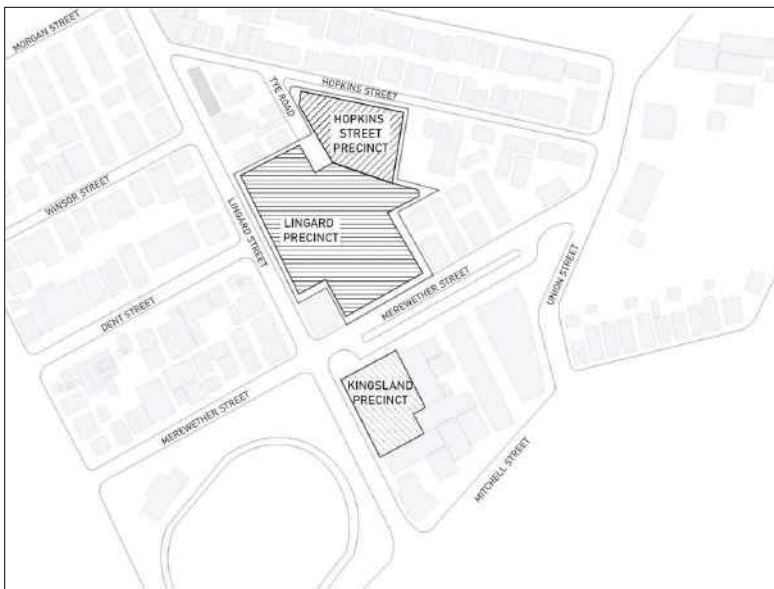 MORGAN STREET
HOPKINS STREET
TYE ROAD
HOPKINS
STREET
PRECINCT
WINSOR STREET
LINGARD STREET
LINGARD
PRECINCT
UNION STREET
DENT STREET
MEREWETHER STREET
KINGSLAND
PRECINCT
MEREWETHER STREET
MITCHELL STREET